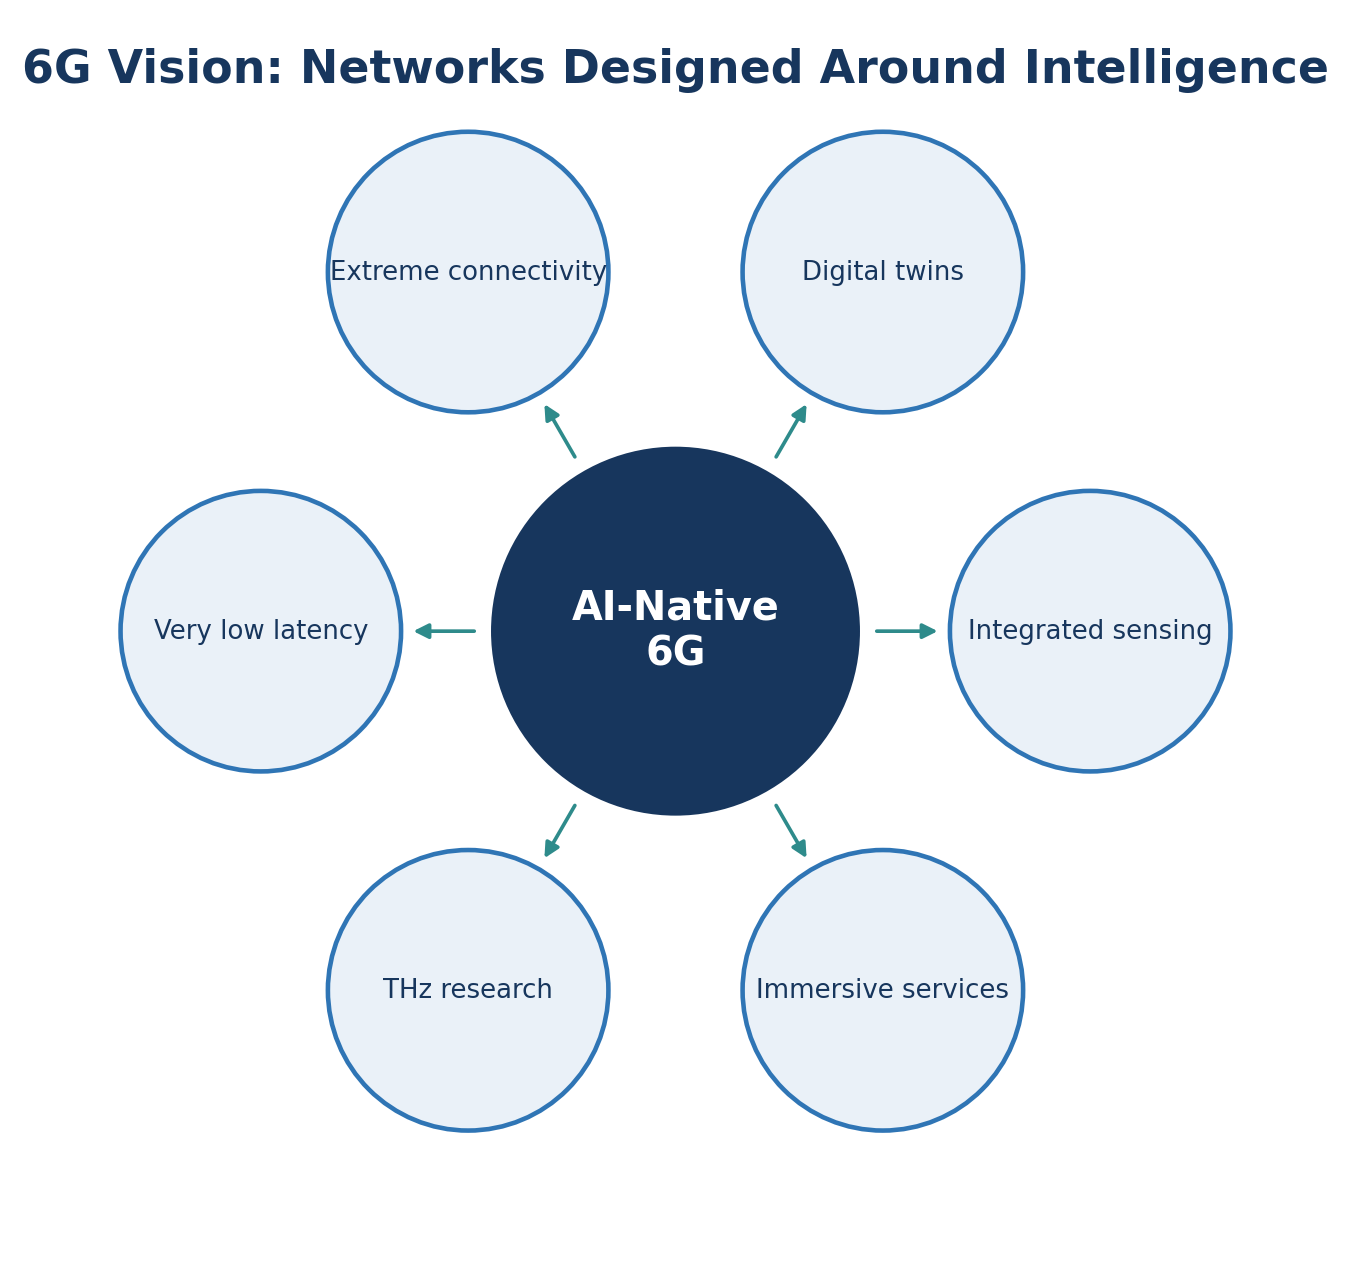 6G Vision: Networks Designed Around Intelligence
Extreme connectivity
Digital twins
Very low latency
AI-Native
6G
Integrated sensing
THz research
Immersive services